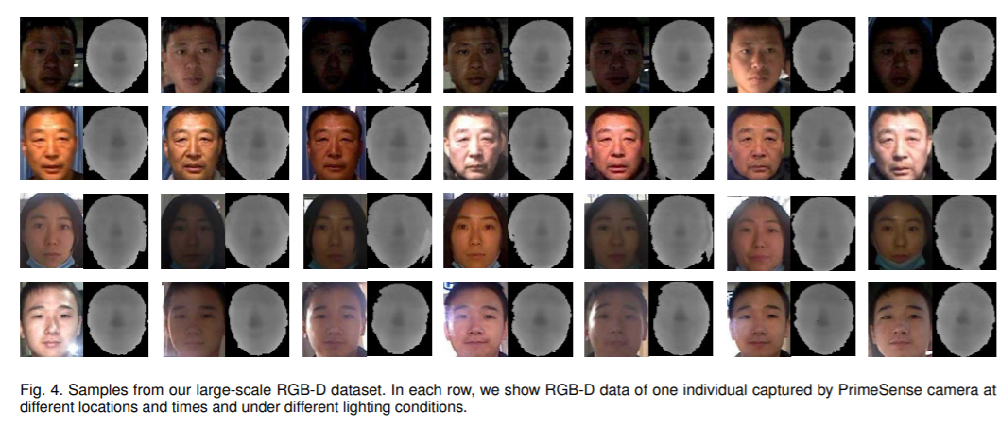 Fig. 4. Samples from our large-scale RGB-D dataset. In each row, we show RGB-D data of one individual captured by PrimeSense camera at
different locations and times and under different lighting conditions.